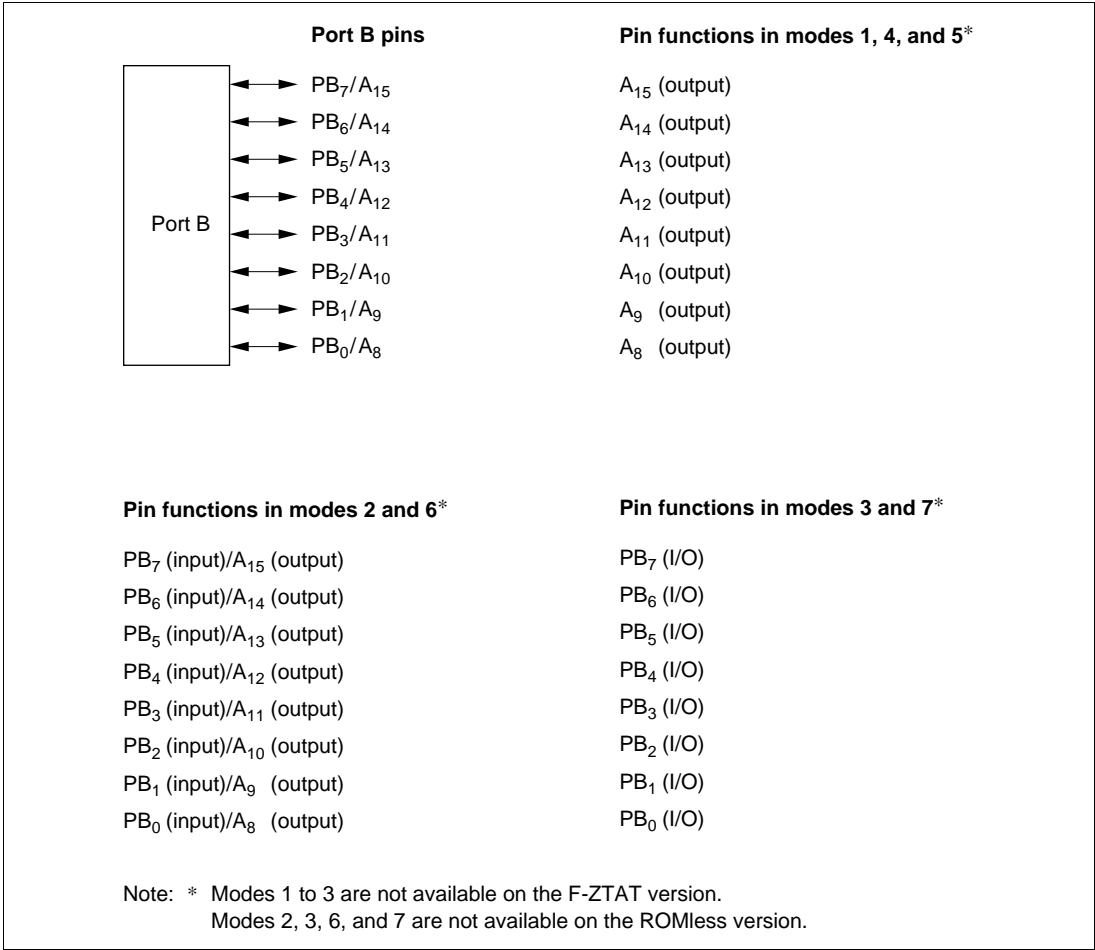 Port B pins
Pin functions in modes 1, 4, and 5*
Port B
PB7/A15
A15 (output)
PB6/A14
A14 (output)
PB5/A13
A13 (output)
PB4/A12
A12 (output)
PB3/A11
A11 (output)
PB2/A10
A10 (output)
PB1/A9
A9 (output)
PB0/A8
A8 (output)
Pin functions in modes 2 and 6*
PB7 (input)/A15 (output)
PB6 (input)/A14 (output)
PB5 (input)/A13 (output)
PB4 (input)/A12 (output)
PB3 (input)/A11 (output)
PB2 (input)/A10 (output)
PB1 (input)/A9 (output)
PB0 (input)/A8 (output)
Pin functions in modes 3 and 7*
PB7 (I/O)
PB6 (I/O)
PB5 (I/O)
PB4 (I/O)
PB3 (I/O)
PB2 (I/O)
PB1 (I/O)
PB0 (I/O)
Note: * Modes 1 to 3 are not available on the F-ZTAT version.
Modes 2, 3, 6, and 7 are not available on the ROMless version.